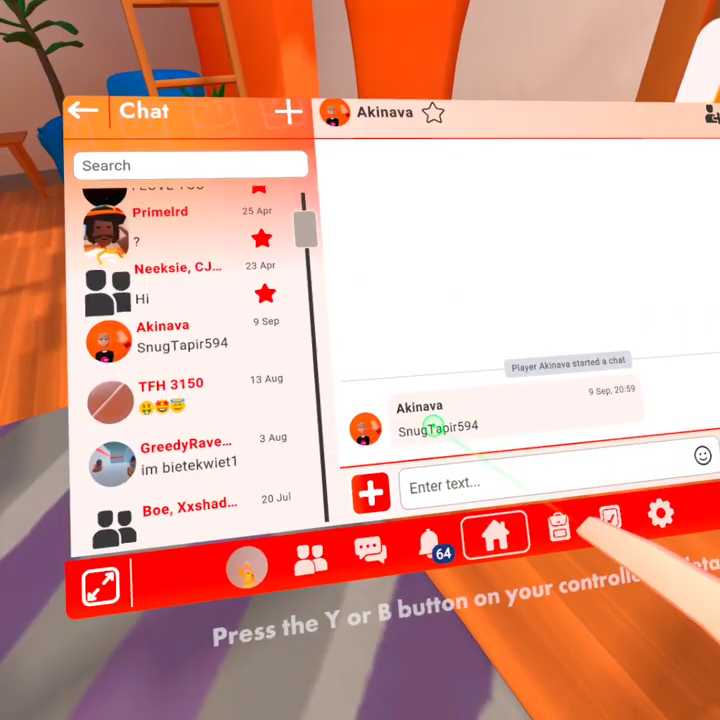 Chat
Search
I LOVE YOU
Primelrd
25 Apr
?
Neeksie, CJ...
23 Apr
Hi
Akinava
9 Sep
SnugTapir594
TFH 3150
13 Aug
🤑🤩😇
GreedyRave...
3 Aug
im bietekwiet1
Boe, Xxshad...
20 Jul
Akinava
Player Akinava started a chat
Akinava
9 Sep, 20:59
SnugTapir594
Enter text...
64
Press the Y or B button on your